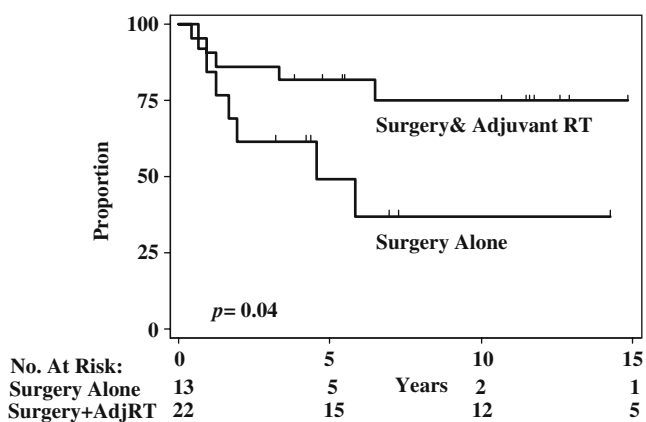 100
75
50
25
0
Proportion
Surgery& Adjuvant RT
Surgery Alone
p= 0.04
0 5 10 15
No. At Risk:
Years
Surgery Alone 13 5 2 1
Surgery+AdjRT 22 15 12 5